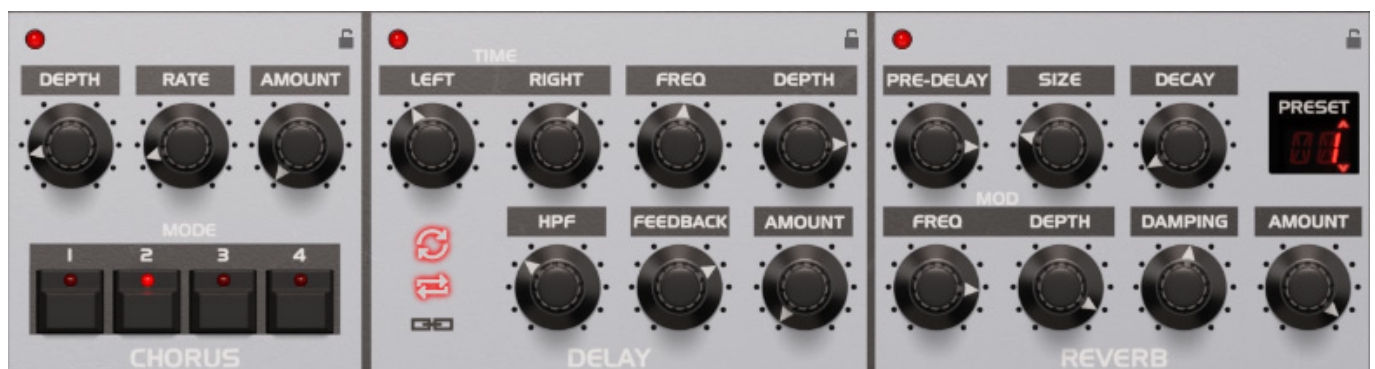 TIME
DEPTH RATE AMOUNT LEFT RIGHT FREQ DEPTH PRE-DELAY SIZE DECAY
PRESET
1
MOD
MODE
HPF FEEDBACK AMOUNT FREQ DEPTH DAMPING AMOUNT
1 2 3 4
CHORUS DELAY REVERB